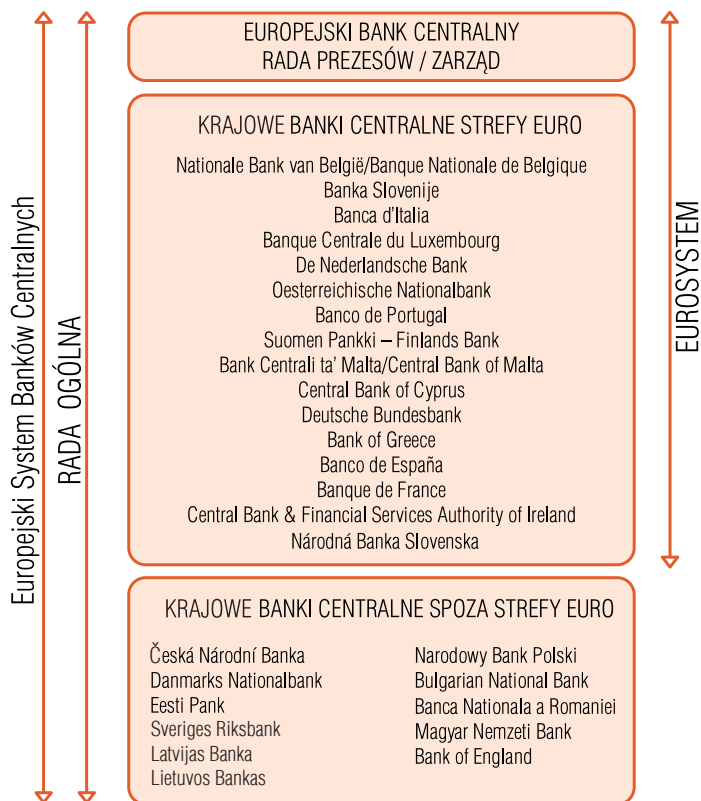 EUROPEJSKI BANK CENTRALNY
RADA PREZESÓW / ZARZĄD
KRAJOWE BANKI CENTRALNE STREFY EURO
Nationale Bank van België/Banque Nationale de Belgique
Banka Slovenije
Banca d'Italia
Banque Centrale du Luxembourg
De Nederlandsche Bank
Oesterreichische Nationalbank
Banco de Portugal
Suomen Pankki – Finlands Bank
Bank Centrali ta' Malta/Central Bank of Malta
Central Bank of Cyprus
Deutsche Bundesbank
Bank of Greece
Banco de España
Banque de France
Central Bank & Financial Services Authority of Ireland
Národná Banka Slovenska
KRAJOWE BANKI CENTRALNE SPOZA STREFY EURO
Česká Národní Banka
Danmarks Nationalbank
Eesti Pank
Sveriges Riksbank
Latvijas Banka
Lietuvos Bankas
Narodowy Bank Polski
Bulgarian National Bank
Banca Nationala a Romaniei
Magyar Nemzeti Bank
Bank of England
Europejski System Banków Centralnych
RADA OGÓLNA
EUROSYSTEM